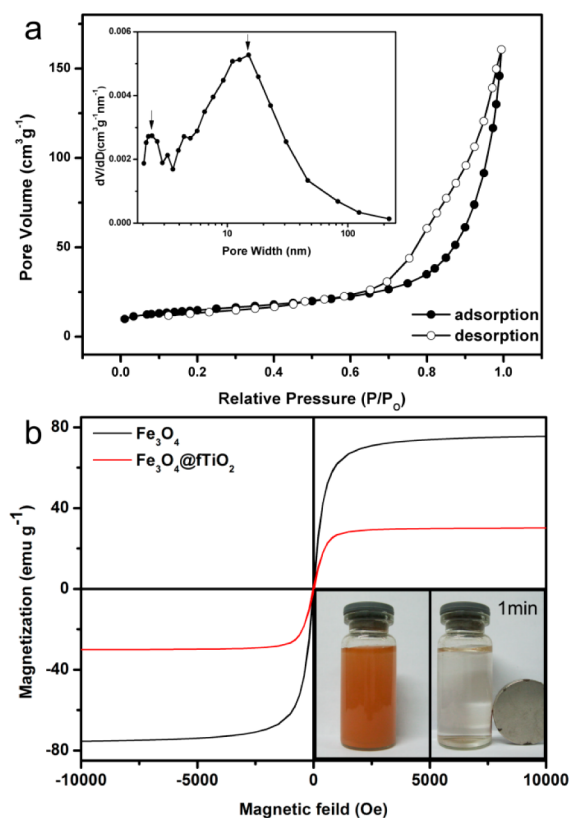 a
0.006
0.004
0.002
0.000
dV/dD(cm³g⁻¹nm⁻¹)
10
100
Pore Width (nm)
150
100
50
0
Pore Volume (cm³g⁻¹)
adsorption
desorption
0.0 0.2 0.4 0.6 0.8 1.0
Relative Pressure (P/P₀)
b
80
40
0
-40
-80
Magnetization (emu g⁻¹)
Fe₃O₄
Fe₃O₄@fTiO₂
1min
-10000 -5000 0 5000 10000
Magnetic feild (Oe)